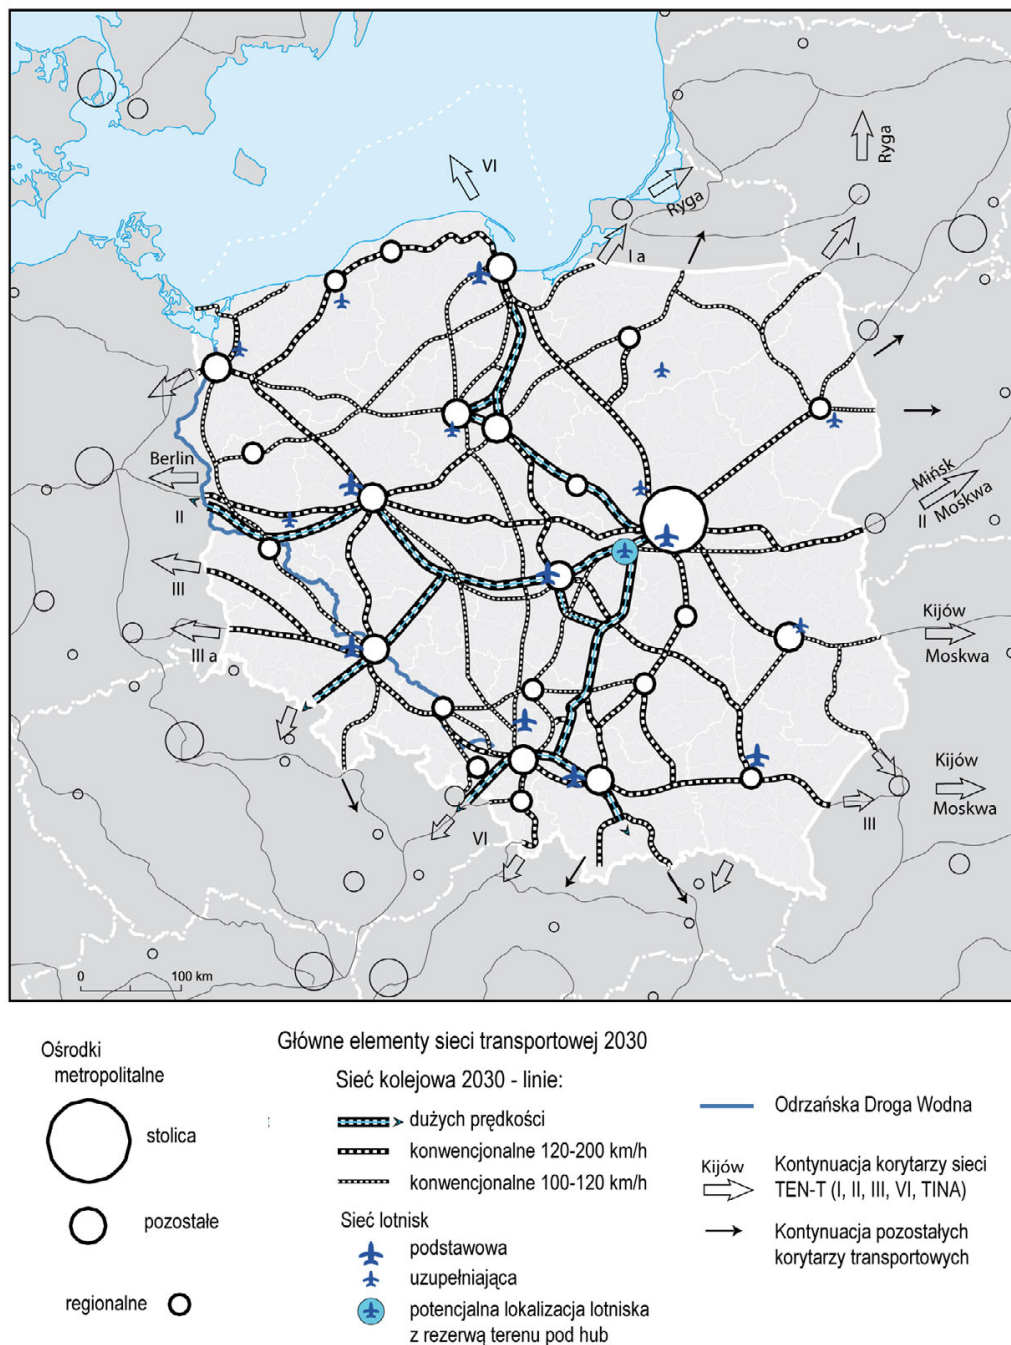 VI
Ryga
Ryga
I a
I
Berlin
II
Mińsk
Moskwa
II
III
III a
Kijów
Moskwa
Kijów
Moskwa
III
VI
0 100 km
Główne elementy sieci transportowej 2030
Ośrodki
metropolitalne
stolica
pozostałe
regionalne
Sieć kolejowa 2030 - linie:
dużych prędkości
konwencjonalne 120-200 km/h
konwencjonalne 100-120 km/h
Sieć lotnisk
podstawowa
uzupełniająca
potencjalna lokalizacja lotniska
z rezerwą terenu pod hub
Odrzańska Droga Wodna
Kijów
Kontynuacja korytarzy sieci
TEN-T (I, II, III, VI, TINA)
Kontynuacja pozostałych
korytarzy transportowych